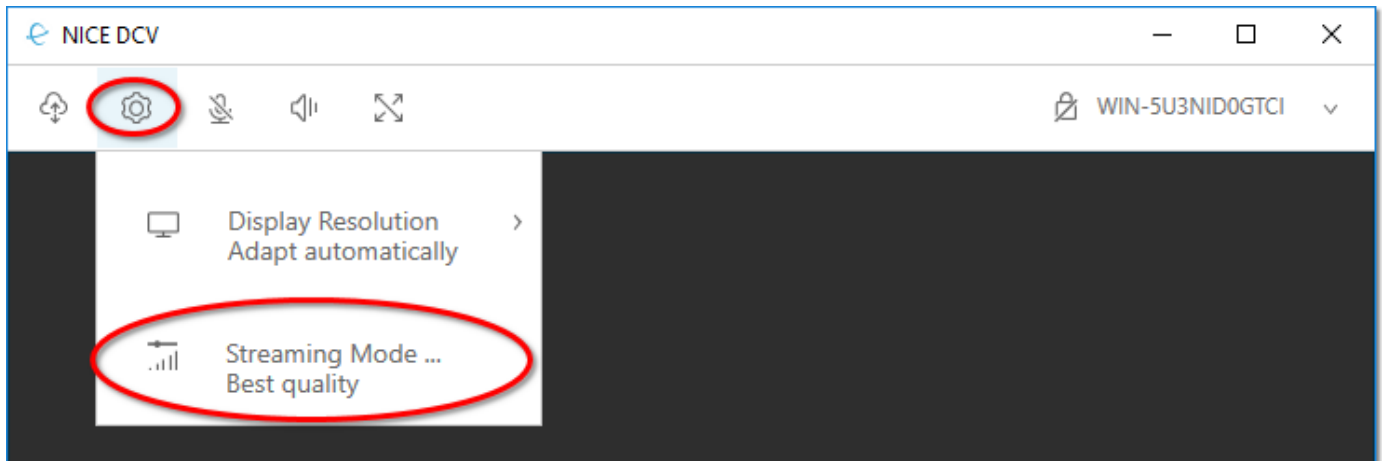 NICE DCV
WIN-5U3NID0GTCI
Display Resolution
Adapt automatically
Streaming Mode ...
Best quality